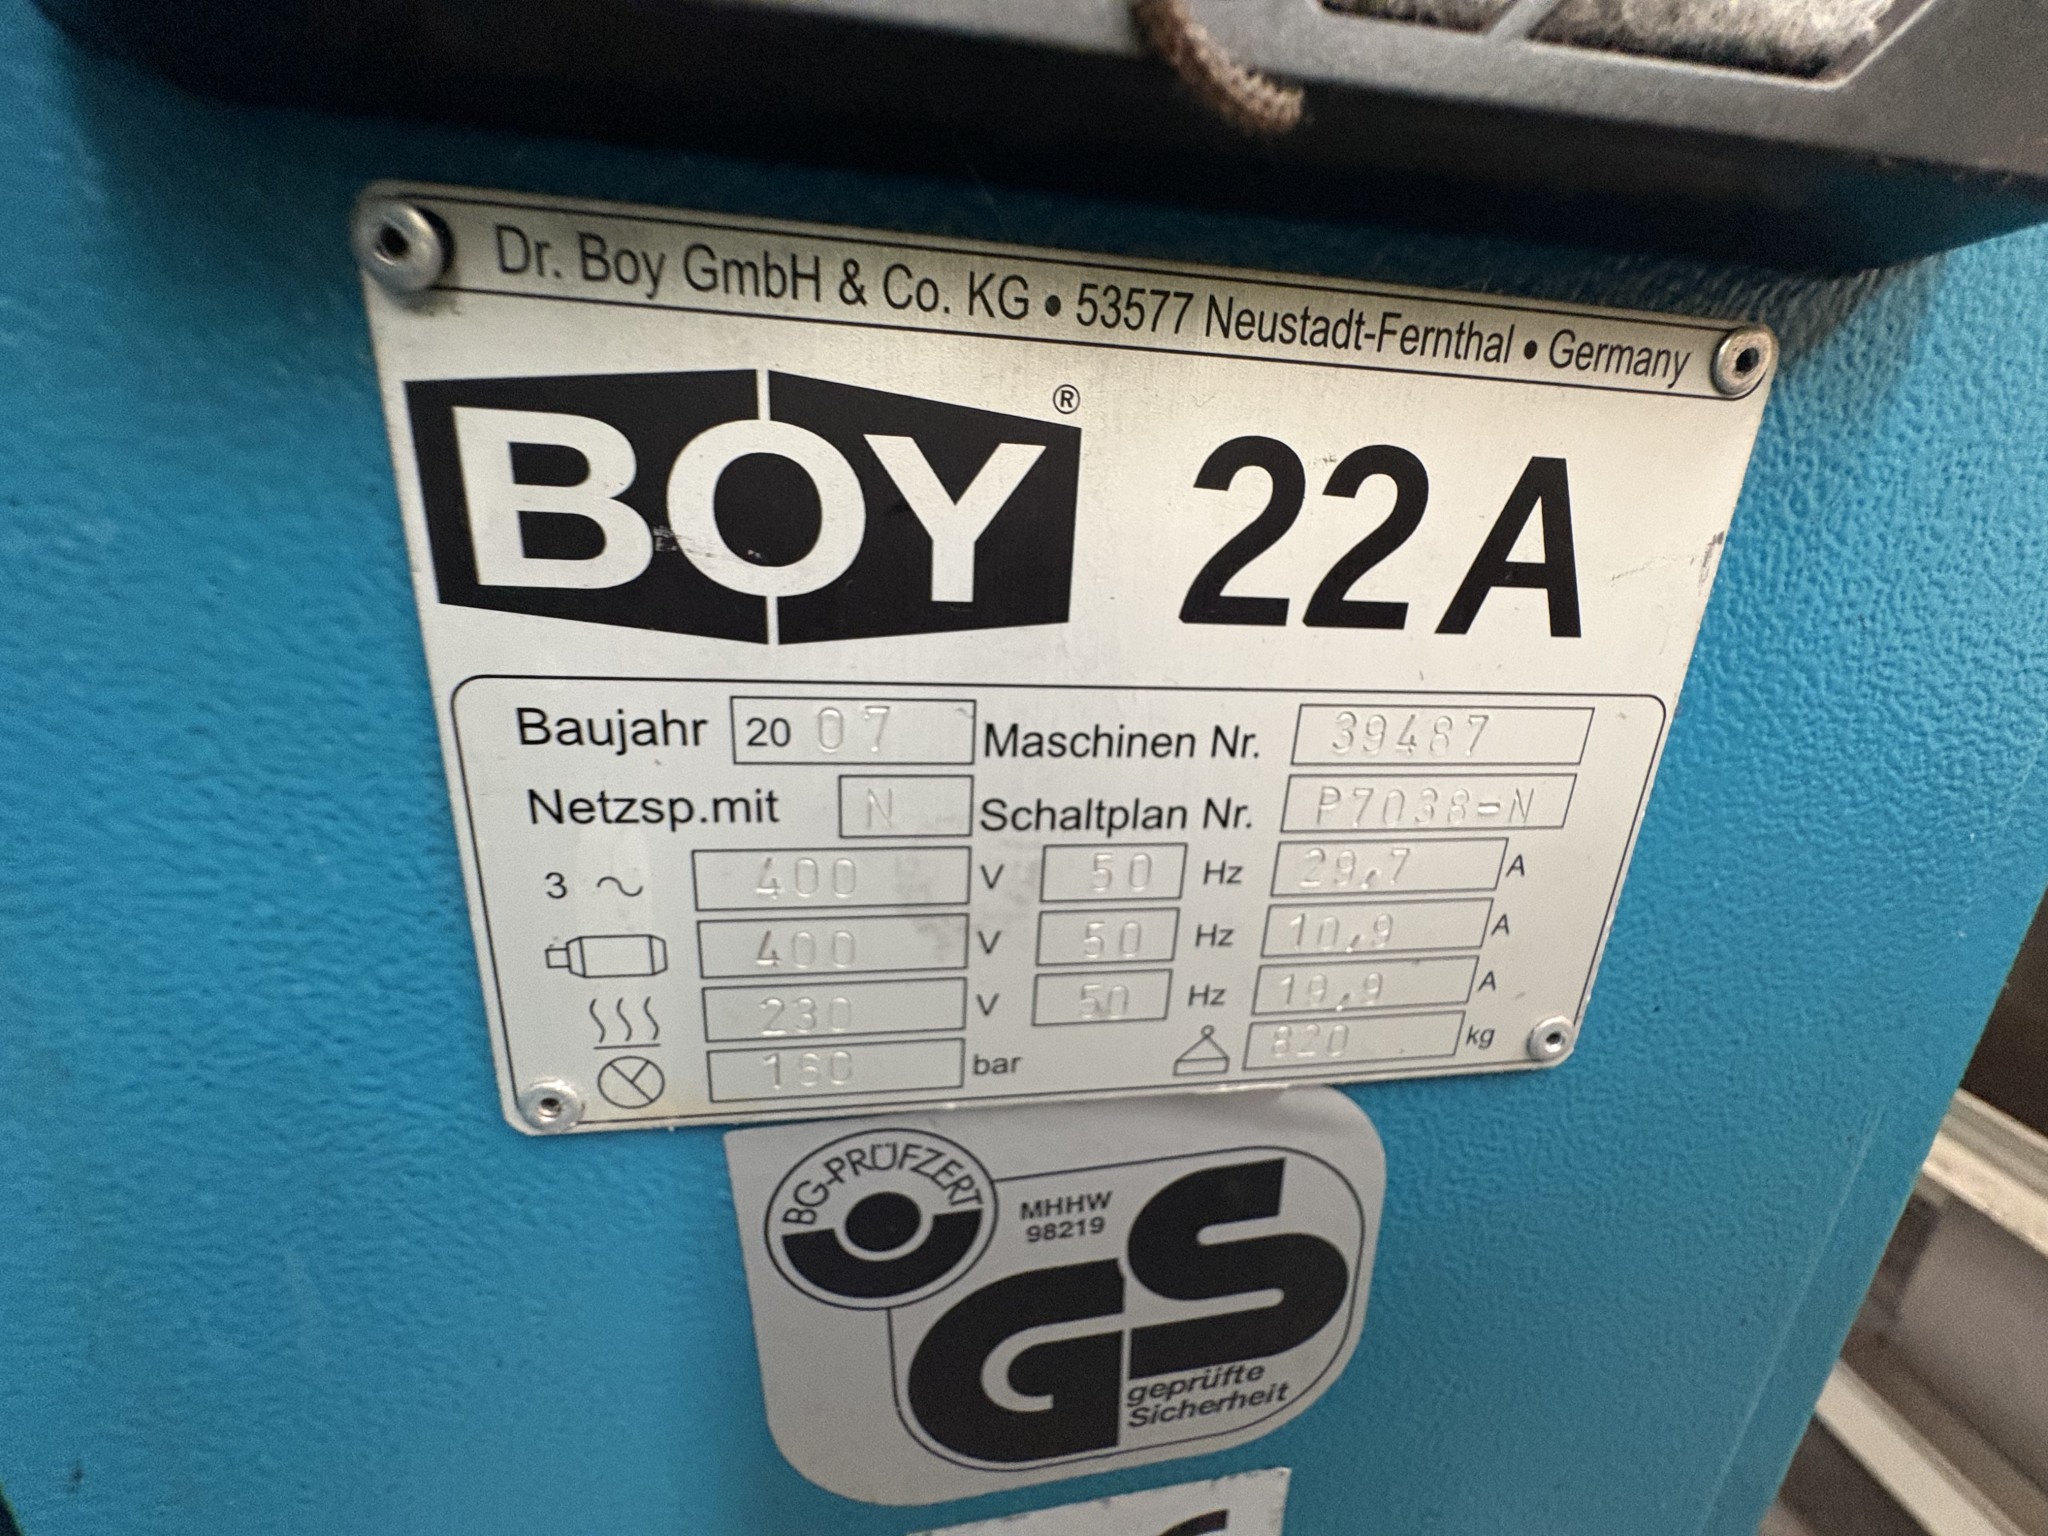 Dr. Boy GmbH & Co. KG • 53577 Neustadt-Fernthal • Germany
BOY® 22A
Baujahr 2007 Maschinen Nr. 39487
Netzsp.mit N Schaltplan Nr. P7038-N
3 ~ 400 V 50 Hz 29,7 A
400 V 50 Hz 10,9 A
230 V 50 Hz 19,9 A
bar 820 kg
BG-PRÜFZERT
MHHW
98219
GS
geprüfte
Sicherheit